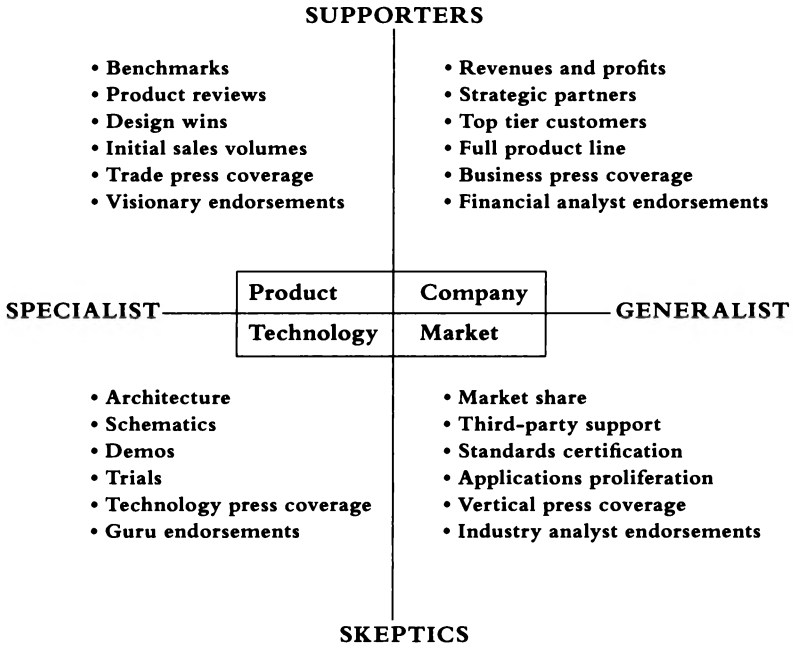 SUPPORTERS
• Benchmarks
• Product reviews
• Design wins
• Initial sales volumes
• Trade press coverage
• Visionary endorsements
• Revenues and profits
• Strategic partners
• Top tier customers
• Full product line
• Business press coverage
• Financial analyst endorsements
SPECIALIST
Product
Company
Technology
Market
GENERALIST
• Architecture
• Schematics
• Demos
• Trials
• Technology press coverage
• Guru endorsements
• Market share
• Third-party support
• Standards certification
• Applications proliferation
• Vertical press coverage
• Industry analyst endorsements
SKEPTICS